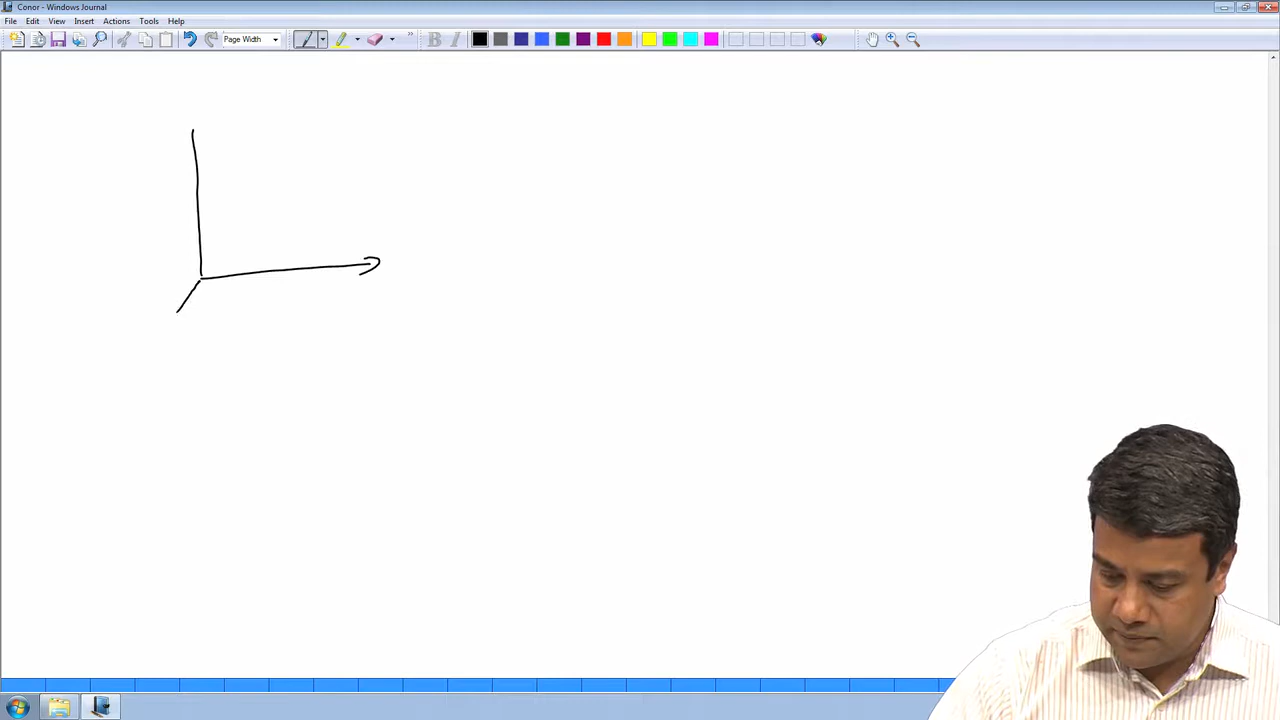 Conor - Windows Journal
File Edit View Insert Actions Tools Help
Page Width B I